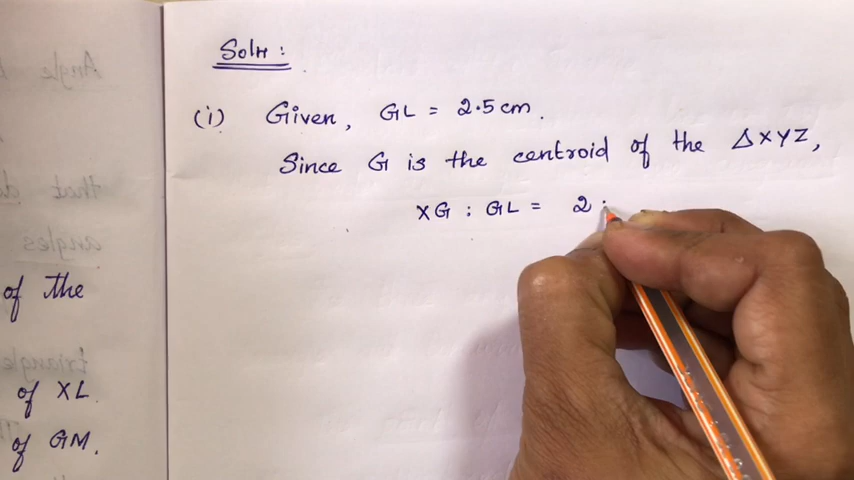 of the
of XL.
of GM.
Soln :
(i) Given, GL = 2.5 cm.
Since G is the centroid of the ΔXYZ,
XG : GL = 2 :